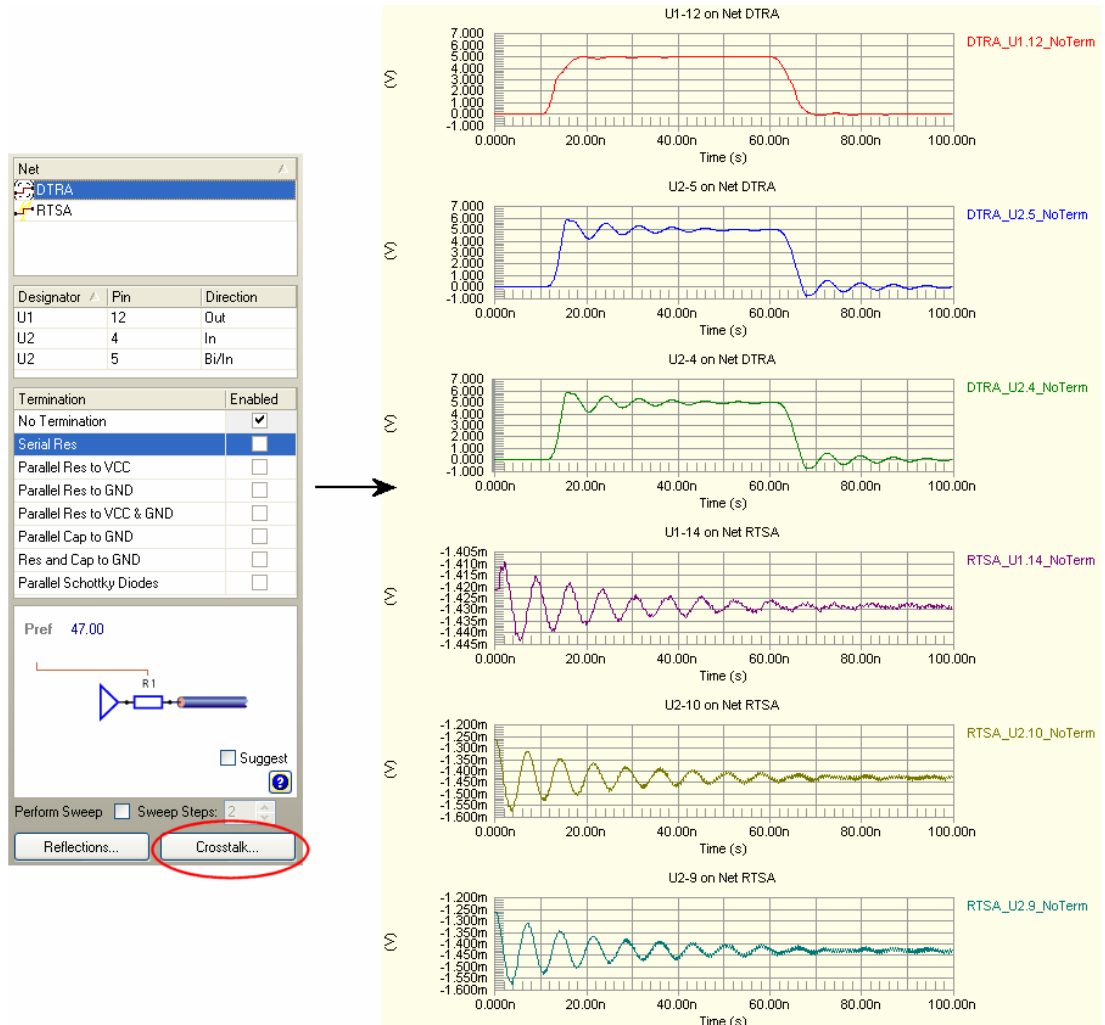 Net
DTRA
RTSA
Designator Pin Direction
U1 12 Out
U2 4 In
U2 5 Bi/In
Termination Enabled
No Termination
Serial Res
Parallel Res to VCC
Parallel Res to GND
Parallel Res to VCC & GND
Parallel Cap to GND
Res and Cap to GND
Parallel Schottky Diodes
Pref 47.00
R1
Suggest
?
Perform Sweep Sweep Steps: 2
Reflections... Crosstalk...
U1-12 on Net DTRA
DTRA_U1.12_NoTerm
7.000
6.000
5.000
4.000
3.000
2.000
1.000
0.000
-1.000
(V)
0.000n 20.00n 40.00n 60.00n 80.00n 100.00n
Time (s)
U2-5 on Net DTRA
DTRA_U2.5_NoTerm
7.000
6.000
5.000
4.000
3.000
2.000
1.000
0.000
-1.000
(V)
0.000n 20.00n 40.00n 60.00n 80.00n 100.00n
Time (s)
U2-4 on Net DTRA
DTRA_U2.4_NoTerm
7.000
6.000
5.000
4.000
3.000
2.000
1.000
0.000
-1.000
(V)
0.000n 20.00n 40.00n 60.00n 80.00n 100.00n
Time (s)
U1-14 on Net RTSA
RTSA_U1.14_NoTerm
-1.405m
-1.410m
-1.415m
-1.420m
-1.425m
-1.430m
-1.435m
-1.440m
-1.445m
(V)
0.000n 20.00n 40.00n 60.00n 80.00n 100.00n
Time (s)
U2-10 on Net RTSA
RTSA_U2.10_NoTerm
-1.200m
-1.250m
-1.300m
-1.350m
-1.400m
-1.450m
-1.500m
-1.550m
-1.600m
(V)
0.000n 20.00n 40.00n 60.00n 80.00n 100.00n
Time (s)
U2-9 on Net RTSA
RTSA_U2.9_NoTerm
-1.200m
-1.250m
-1.300m
-1.350m
-1.400m
-1.450m
-1.500m
-1.550m
-1.600m
(V)
0.000n 20.00n 40.00n 60.00n 80.00n 100.00n
Time (s)